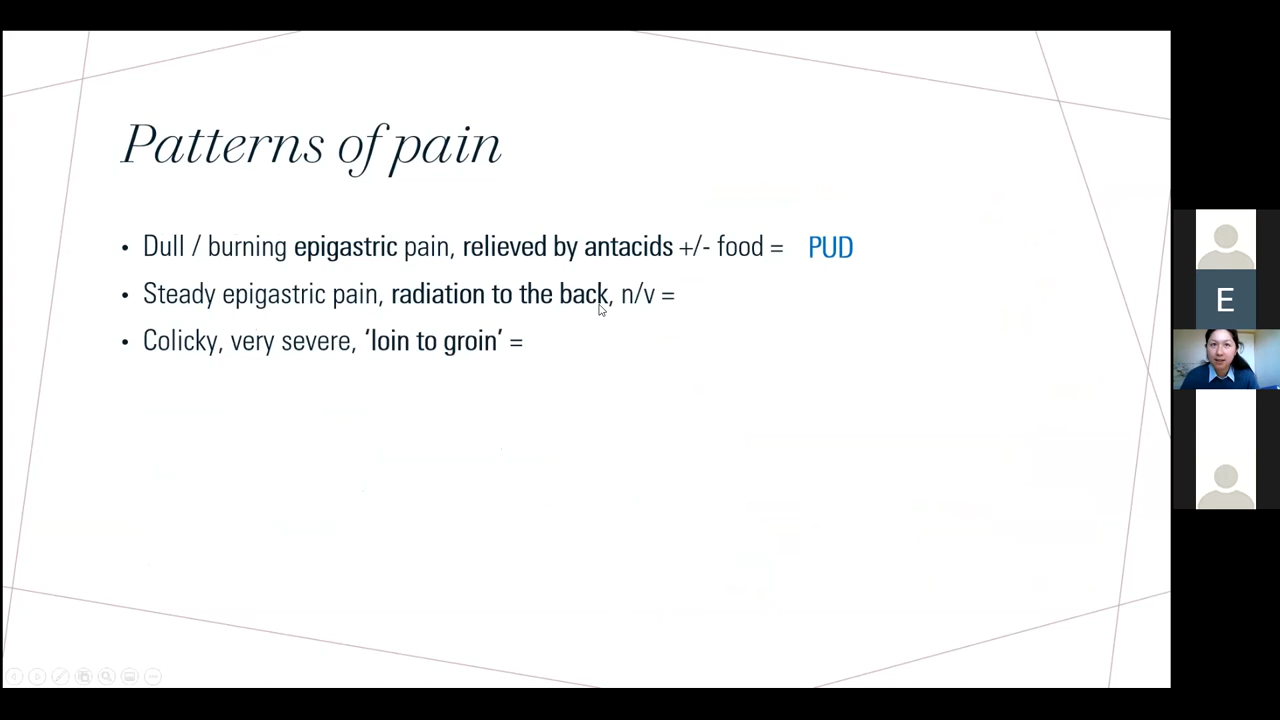 Patterns of pain
• Dull / burning epigastric pain, relieved by antacids +/- food = PUD
• Steady epigastric pain, radiation to the back, n/v =
• Colicky, very severe, ‘loin to groin’ =
E